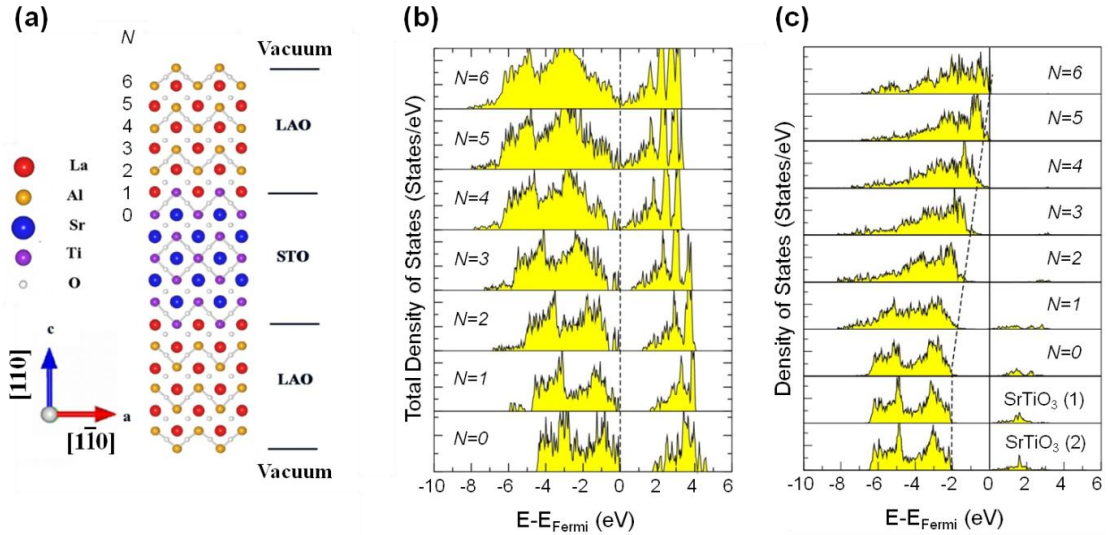 (a)
N
Vacuum
6
5
4
3
2
1
0
LAO
STO
LAO
Vacuum
La
Al
Sr
Ti
O
c
[110]
a
[11̄0]
(b)
Total Density of States (States/eV)
N=6
N=5
N=4
N=3
N=2
N=1
N=0
-10 -8 -6 -4 -2 0 2 4 6
E-EFermi (eV)
(c)
Density of States (States/eV)
N=6
N=5
N=4
N=3
N=2
N=1
N=0
SrTiO3 (1)
SrTiO3 (2)
-10 -8 -6 -4 -2 0 2 4 6
E-EFermi (eV)